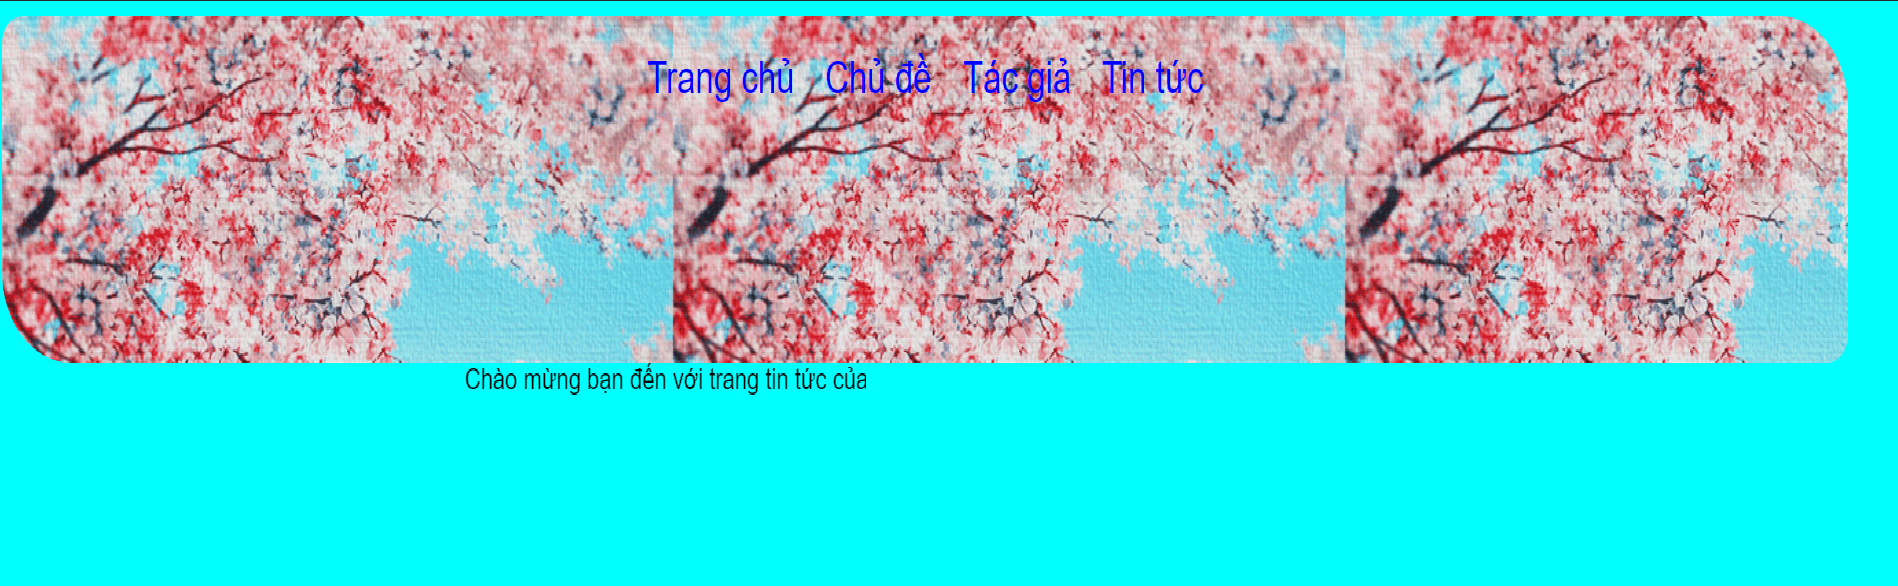 Trang chủ Chủ đề Tác giả Tin tức
Chào mừng bạn đến với trang tin tức của